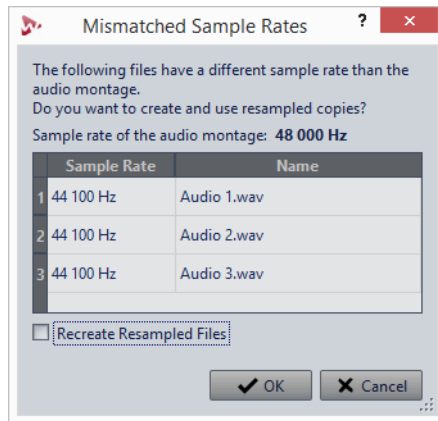 Mismatched Sample Rates ? ×
The following files have a different sample rate than the
audio montage.
Do you want to create and use resampled copies?
Sample rate of the audio montage: 48 000 Hz
Sample Rate Name
1 44 100 Hz Audio 1.wav
2 44 100 Hz Audio 2.wav
3 44 100 Hz Audio 3.wav
Recreate Resampled Files
OK Cancel